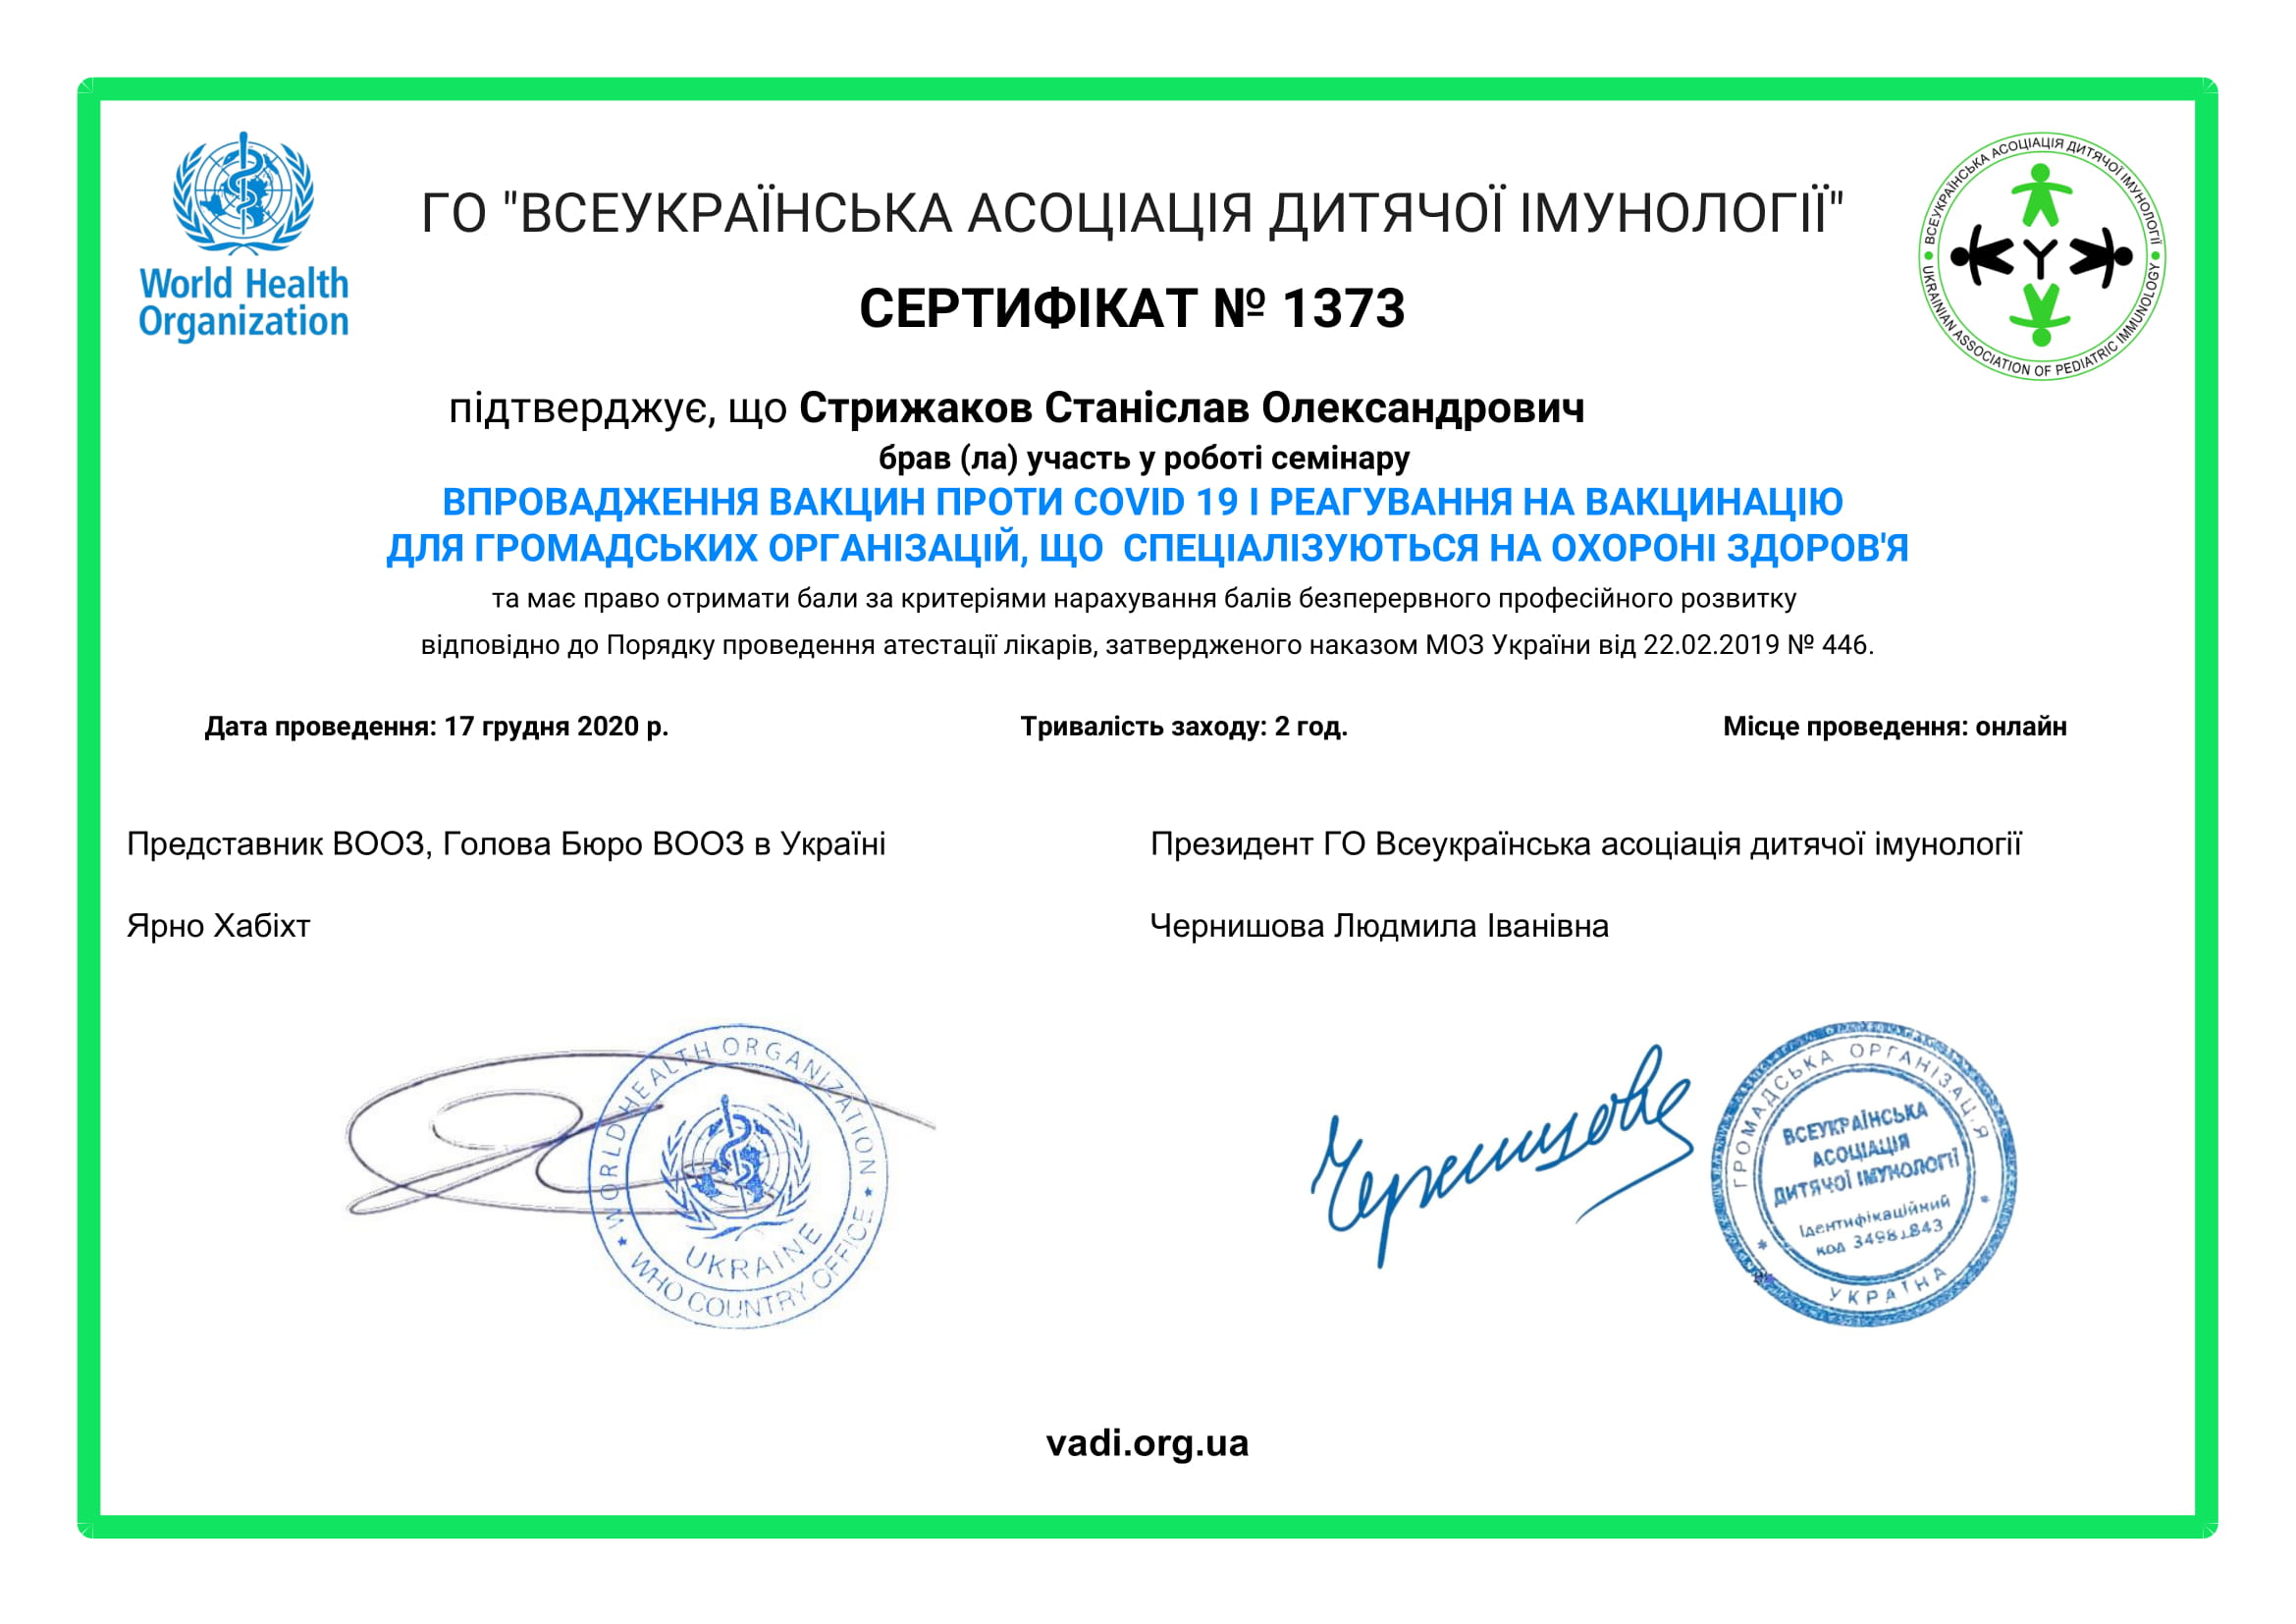 World Health
Organization
ГО "ВСЕУКРАЇНСЬКА АСОЦІАЦІЯ ДИТЯЧОЇ ІМУНОЛОГІЇ"
ВСЕУКРАЇНСЬКА АСОЦІАЦІЯ ДИТЯЧОЇ ІМУНОЛОГІЇ
UKRAINIAN ASSOCIATION OF PEDIATRIC IMMUNOLOGY
СЕРТИФІКАТ № 1373
підтверджує, що Стрижаков Станіслав Олександрович
брав (ла) участь у роботі семінару
ВПРОВАДЖЕННЯ ВАКЦИН ПРОТИ COVID 19 І РЕАГУВАННЯ НА ВАКЦИНАЦІЮ
ДЛЯ ГРОМАДСЬКИХ ОРГАНІЗАЦІЙ, ЩО СПЕЦІАЛІЗУЮТЬСЯ НА ОХОРОНІ ЗДОРОВ'Я
та має право отримати бали за критеріями нарахування балів безперервного професійного розвитку
відповідно до Порядку проведення атестації лікарів, затвердженого наказом МОЗ України від 22.02.2019 № 446.
Дата проведення: 17 грудня 2020 р.
Тривалість заходу: 2 год.
Місце проведення: онлайн
Представник ВООЗ, Голова Бюро ВООЗ в Україні
Президент ГО Всеукраїнська асоціація дитячої імунології
Ярно Хабіхт
Чернишова Людмила Іванівна
WORLD HEALTH ORGANIZATION
UKRAINE
WHO COUNTRY OFFICE
Чернишова
ГРОМАДСЬКА ОРГАНІЗАЦІЯ
ВСЕУКРАЇНСЬКА
АСОЦІАЦІЯ
ДИТЯЧОЇ ІМУНОЛОГІЇ
Ідентифікаційний
код
УКРАЇНА
vadi.org.ua